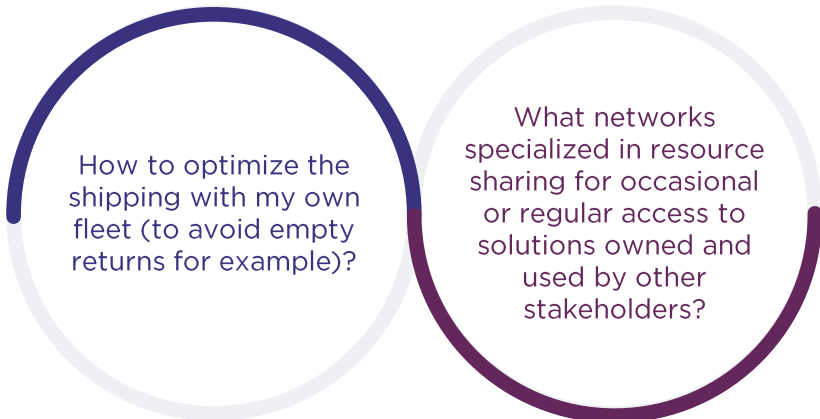 How to optimize the
shipping with my own
fleet (to avoid empty
returns for example)?
What networks
specialized in resource
sharing for occasional
or regular access to
solutions owned and
used by other
stakeholders?